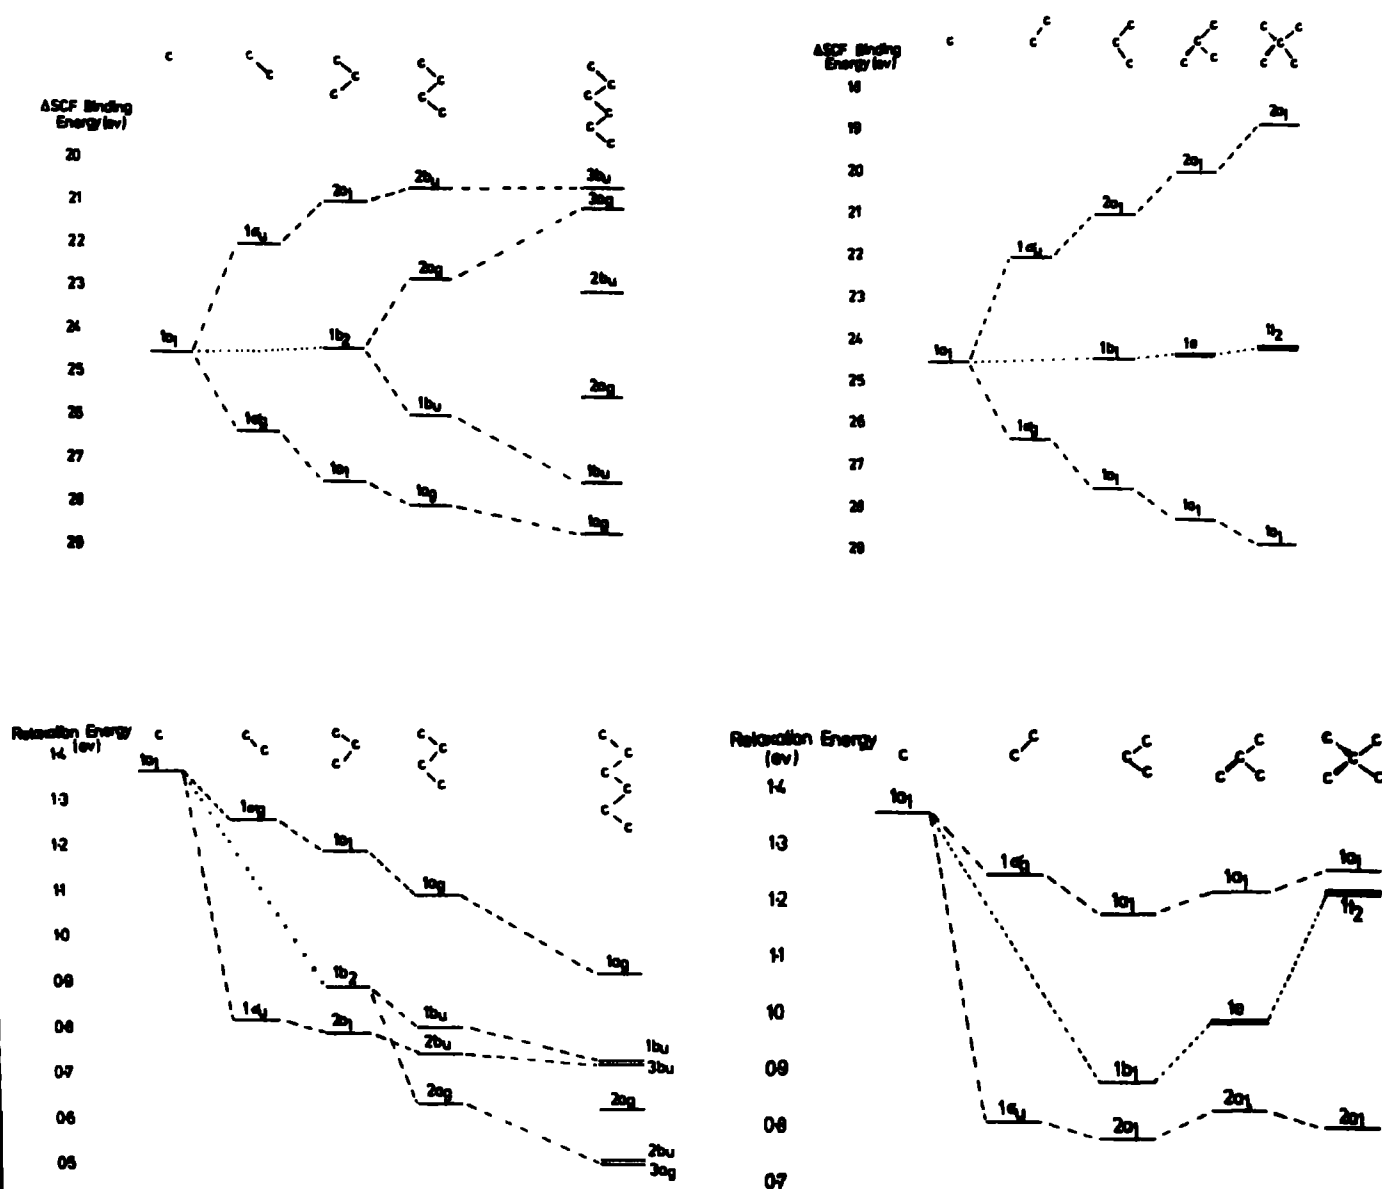 ΔSCF Binding
Energy (ev)
C
C C
C C C
C C C C
C C C C C C
20
21
22
23
24
25
26
27
28
29
1a1
1σu
1σg
2a1
1b2
1a1
2bu
2ag
1bu
1ag
3bu
3ag
2bu
2ag
1bu
1ag
ΔSCF Binding
Energy (ev)
C
C C
C C C
C C C C
C C C C C
18
19
20
21
22
23
24
25
26
27
28
29
1a1
1σu
1σg
2a1
1b1
1a1
2a1
1e
1a1
2a1
1t2
1a1
Relaxation Energy
(ev)
C
C C
C C C
C C C C
C C C C C C
1·4
1·3
1·2
1·1
1·0
0·9
0·8
0·7
0·6
0·5
1a1
1σg
1σu
1a1
1b2
2a1
1ag
1bu
2bu
2ag
1ag
1bu
3bu
2ag
2bu
3ag
Relaxation Energy
(ev)
C
C C
C C C
C C C C
C C C C C
1·4
1·3
1·2
1·1
1·0
0·9
0·8
0·7
1a1
1σg
1σu
1a1
1b1
2a1
1a1
1e
2a1
1a1
1t2
2a1